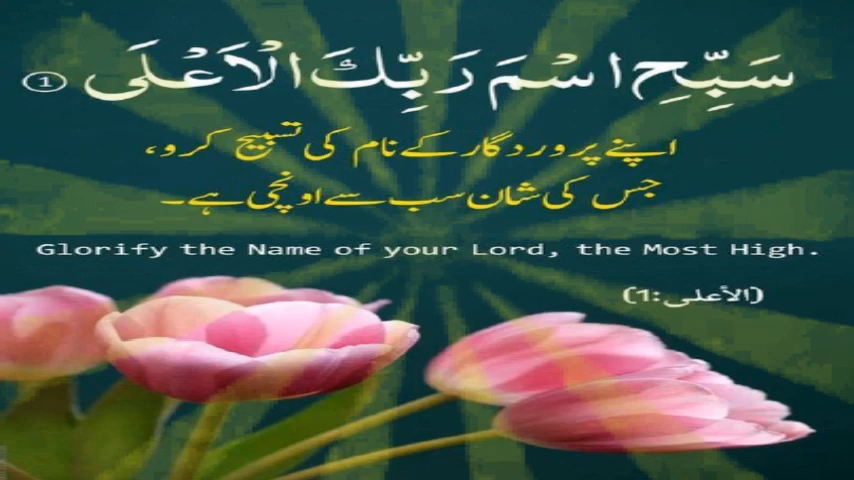 سَبِّحِ اسْمَ رَبِّكَ الْاَعْلَى ①
اپنے پروردگار کے نام کی تسبیح کرو،
جس کی شان سب سے اونچی ہے۔
Glorify the Name of your Lord, the Most High.
(الأعلى:1)